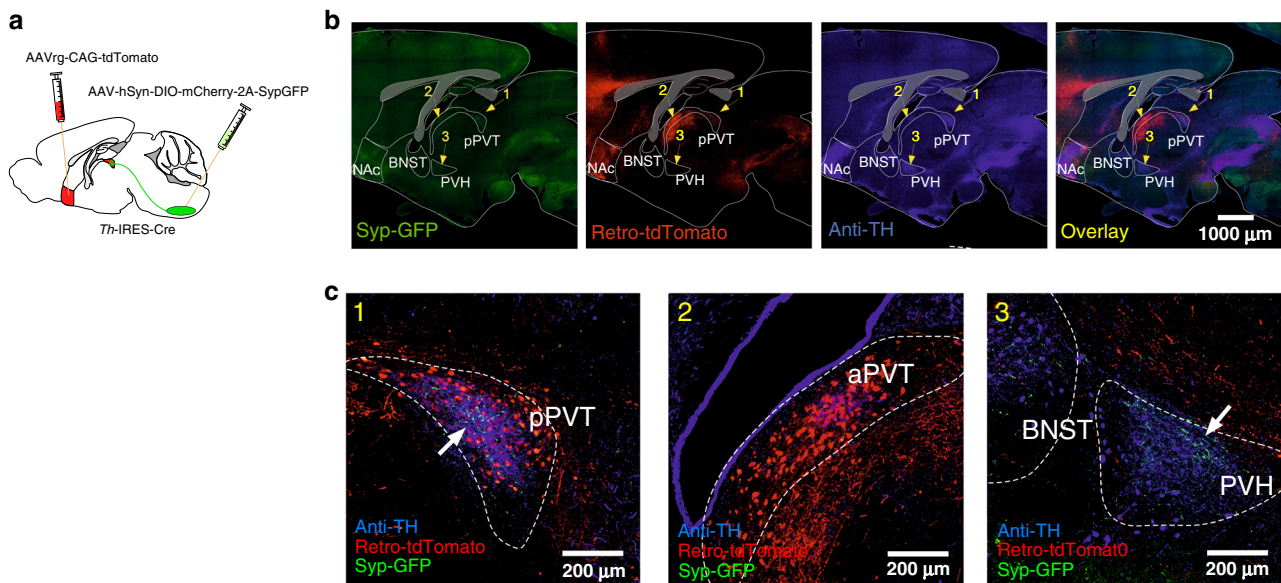 a
AAVrg-CAG-tdTomato
AAV-hSyn-DIO-mCherry-2A-SypGFP
Th-IRES-Cre
b
1
2
3
pPVT
BNST
NAc
PVH
Syp-GFP
1
2
3
pPVT
BNST
NAc
PVH
Retro-tdTomato
1
2
3
pPVT
BNST
NAc
PVH
Anti-TH
1
2
3
pPVT
BNST
NAc
PVH
Overlay
1000 µm
c
1
pPVT
Anti-TH
Retro-tdTomato
Syp-GFP
200 µm
2
aPVT
Anti-TH
Retro-tdTomato
Syp-GFP
200 µm
3
BNST
PVH
Anti-TH
Retro-tdTomat0
Syp-GFP
200 µm